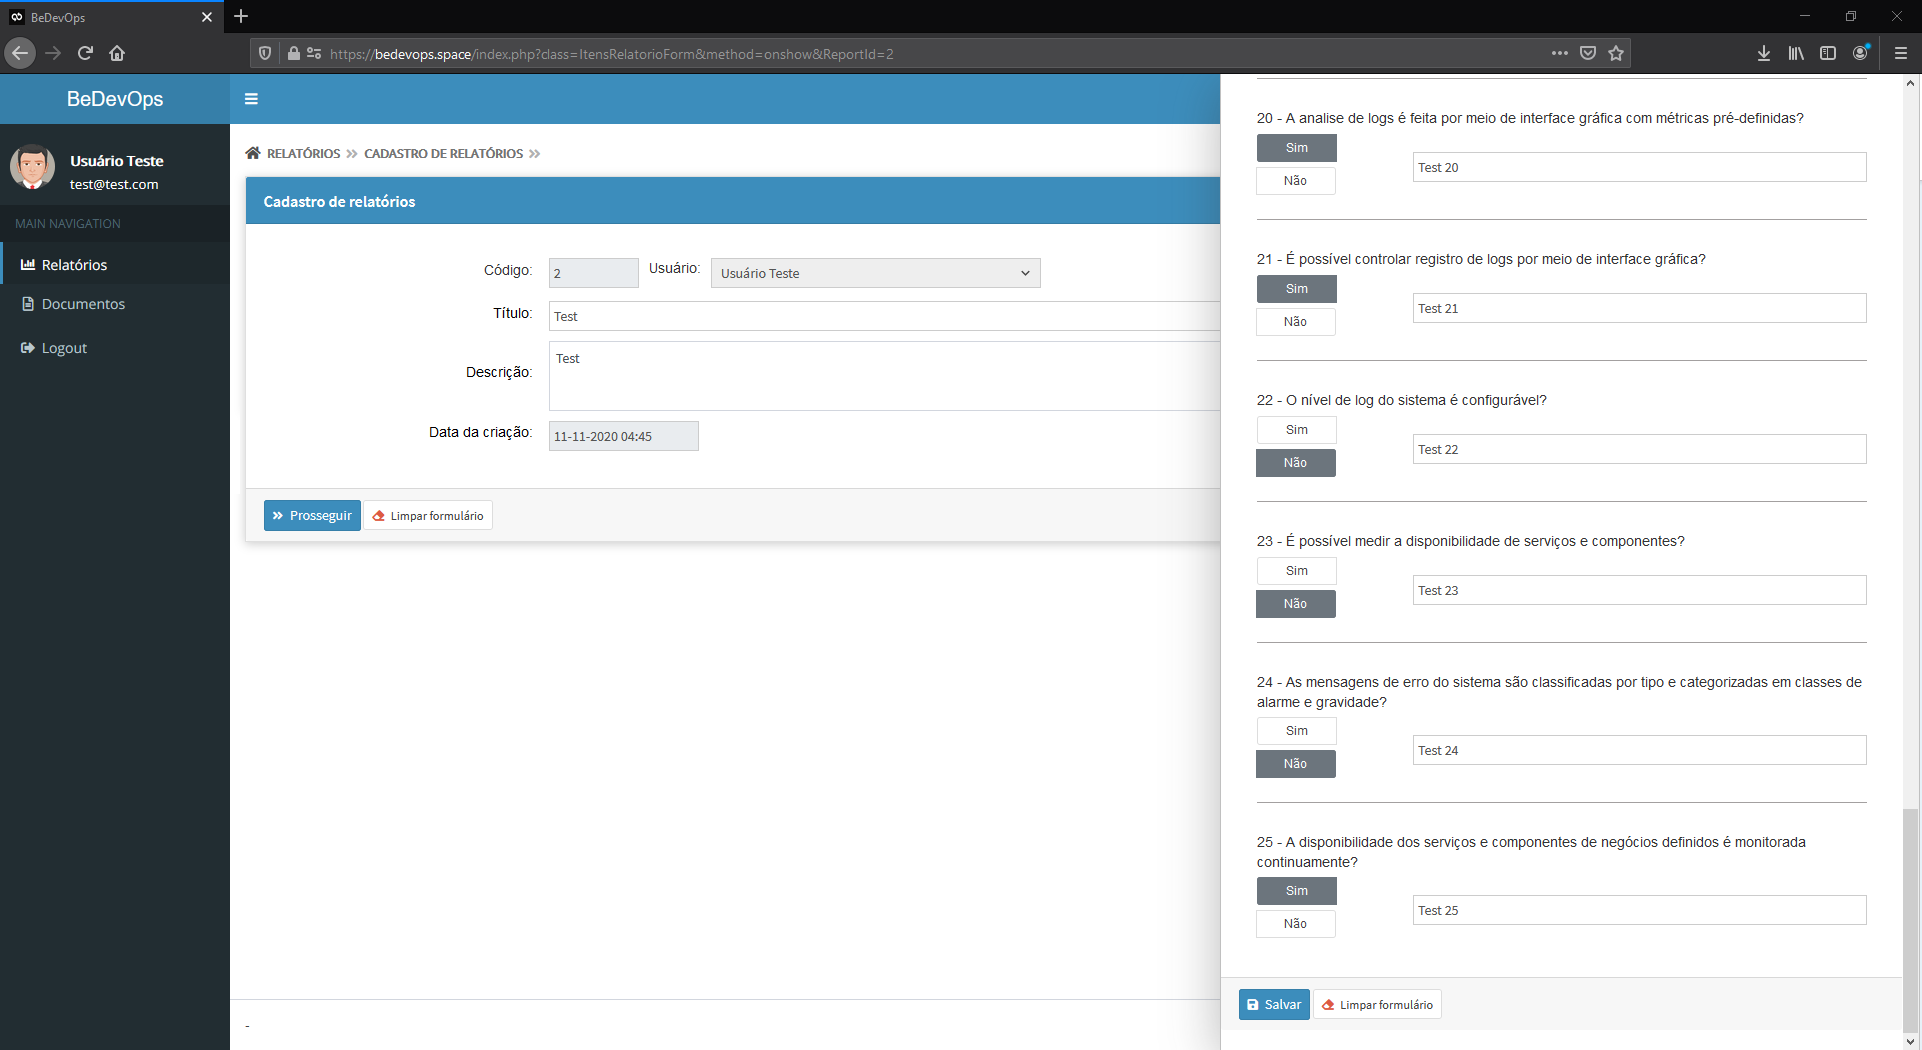 BeDevOps
https://bedevops.space/index.php?class=ItensRelatorioForm&method=onshow&ReportId=2
BeDevOps
Usuário Teste
test@test.com
MAIN NAVIGATION
Relatórios
Documentos
Logout
RELATÓRIOS » CADASTRO DE RELATÓRIOS »
Cadastro de relatórios
Código: 2 Usuário: Usuário Teste
Título: Test
Descrição: Test
Data da criação: 11-11-2020 04:45
Prosseguir Limpar formulário
-
20 - A analise de logs é feita por meio de interface gráfica com métricas pré-definidas?
Sim
Test 20
Não
21 - É possível controlar registro de logs por meio de interface gráfica?
Sim
Test 21
Não
22 - O nível de log do sistema é configurável?
Sim
Test 22
Não
23 - É possível medir a disponibilidade de serviços e componentes?
Sim
Test 23
Não
24 - As mensagens de erro do sistema são classificadas por tipo e categorizadas em classes de
alarme e gravidade?
Sim
Test 24
Não
25 - A disponibilidade dos serviços e componentes de negócios definidos é monitorada
continuamente?
Sim
Test 25
Não
Salvar Limpar formulário